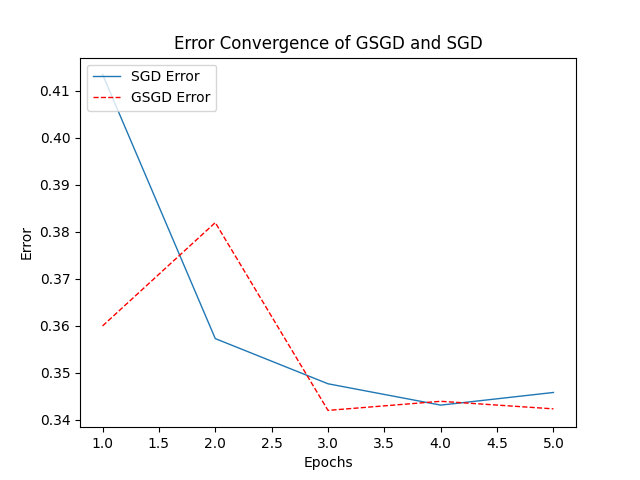 Error Convergence of GSGD and SGD
SGD Error
GSGD Error
0.41
0.40
0.39
0.38
0.37
0.36
0.35
0.34
Error
1.0 1.5 2.0 2.5 3.0 3.5 4.0 4.5 5.0
Epochs